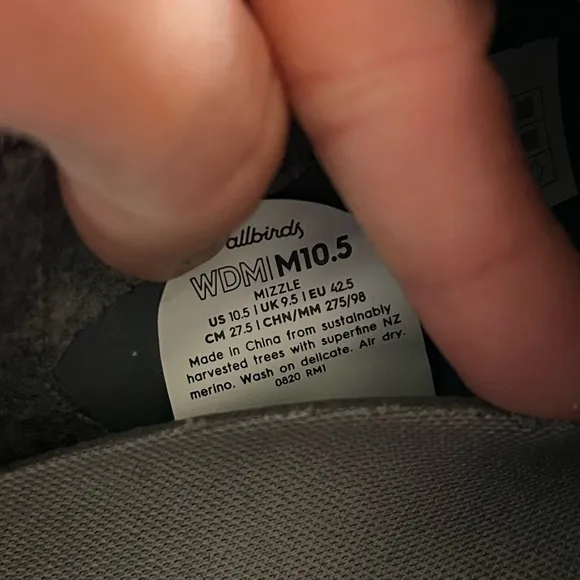 allbirds
WDM|M10.5
MIZZLE
US 10.5 | UK 9.5 | EU 42.5
CM 27.5 | CHN/MM 275/98
Made in China from sustainably
harvested trees with superfine NZ
merino. Wash on delicate. Air dry.
0820 RM1